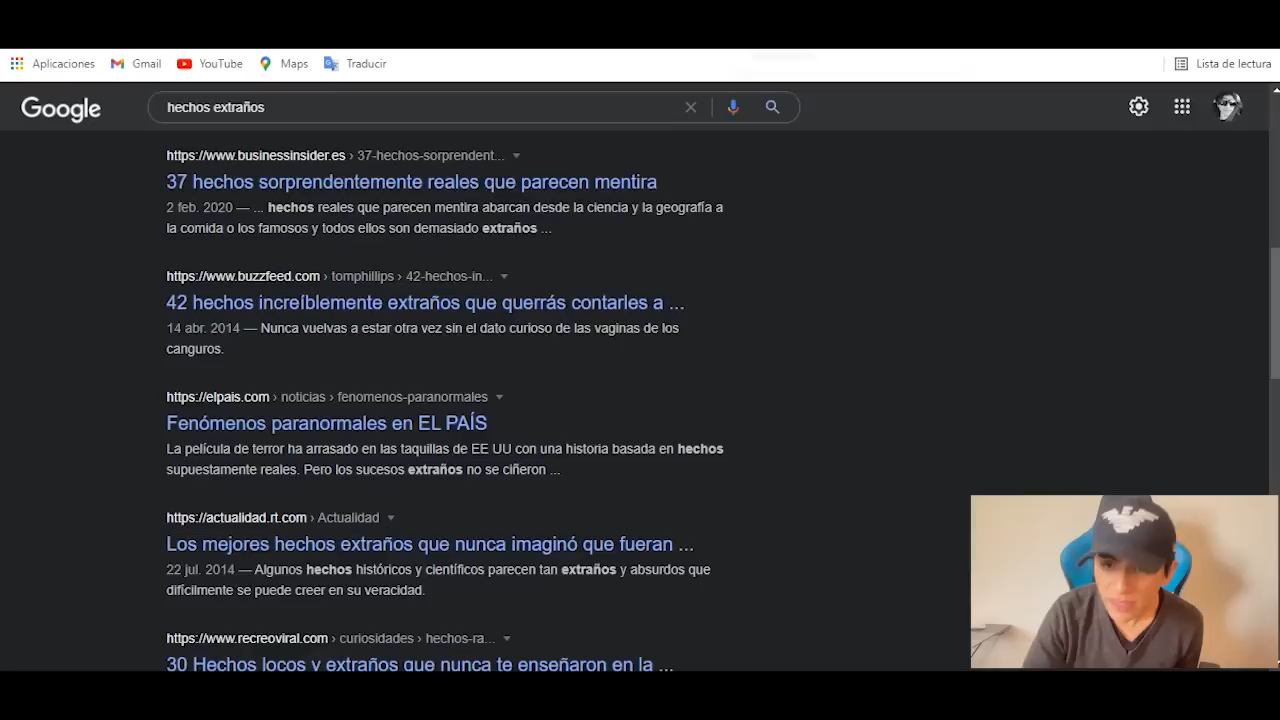 Aplicaciones Gmail YouTube Maps Traducir Lista de lectura
Google hechos extraños
https://www.businessinsider.es › 37-hechos-sorprendent...
37 hechos sorprendentemente reales que parecen mentira
2 feb. 2020 — ... hechos reales que parecen mentira abarcan desde la ciencia y la geografía a
la comida o los famosos y todos ellos son demasiado extraños ...
https://www.buzzfeed.com › tomphillips › 42-hechos-in...
42 hechos increíblemente extraños que querrás contarles a ...
14 abr. 2014 — Nunca vuelvas a estar otra vez sin el dato curioso de las vaginas de los
canguros.
https://elpais.com › noticias › fenomenos-paranormales
Fenómenos paranormales en EL PAÍS
La película de terror ha arrasado en las taquillas de EE UU con una historia basada en hechos
supuestamente reales. Pero los sucesos extraños no se ciñeron ...
https://actualidad.rt.com › Actualidad
Los mejores hechos extraños que nunca imaginó que fueran ...
22 jul. 2014 — Algunos hechos históricos y científicos parecen tan extraños y absurdos que
difícilmente se puede creer en su veracidad.
https://www.recreoviral.com › curiosidades › hechos-ra...
30 Hechos locos y extraños que nunca te enseñaron en la ...